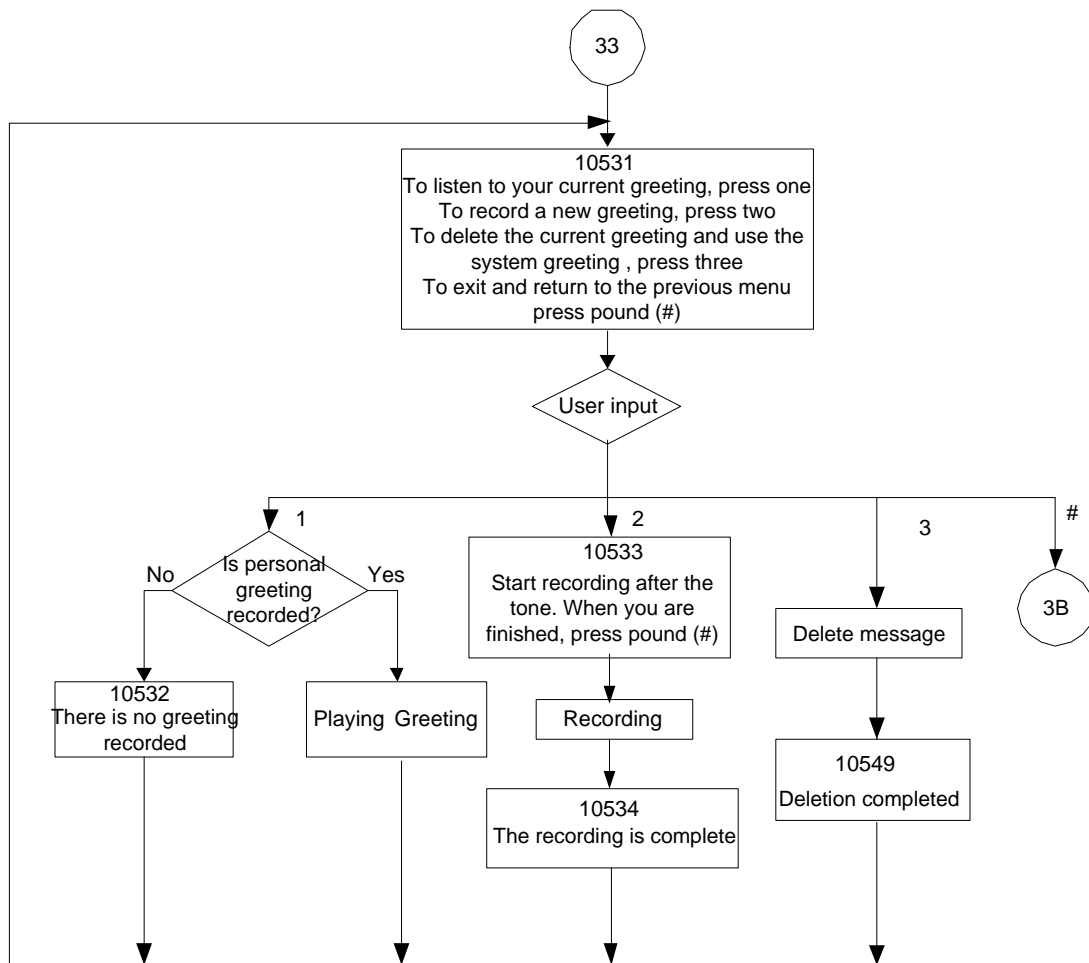 33
10531
To listen to your current greeting, press one
To record a new greeting, press two
To delete the current greeting and use the
system greeting , press three
To exit and return to the previous menu
press pound (#)
User input
1
2
3
#
Is personal
greeting
recorded?
No
Yes
10532
There is no greeting
recorded
Playing Greeting
10533
Start recording after the
tone. When you are
finished, press pound (#)
Recording
10534
The recording is complete
Delete message
10549
Deletion completed
3B